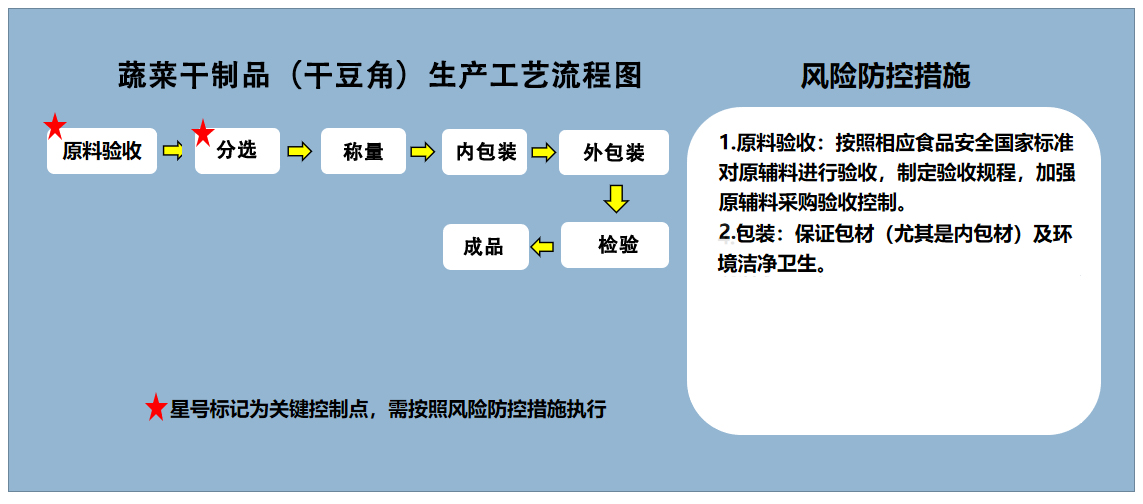 蔬菜干制品（干豆角）生产工艺流程图
原料验收
分选
称量
内包装
外包装
检验
成品
星号标记为关键控制点，需按照风险防控措施执行
风险防控措施
1.原料验收：按照相应食品安全国家标准
对原辅料进行验收，制定验收规程，加强
原辅料采购验收控制。
2.包装：保证包材（尤其是内包材）及环
境洁净卫生。